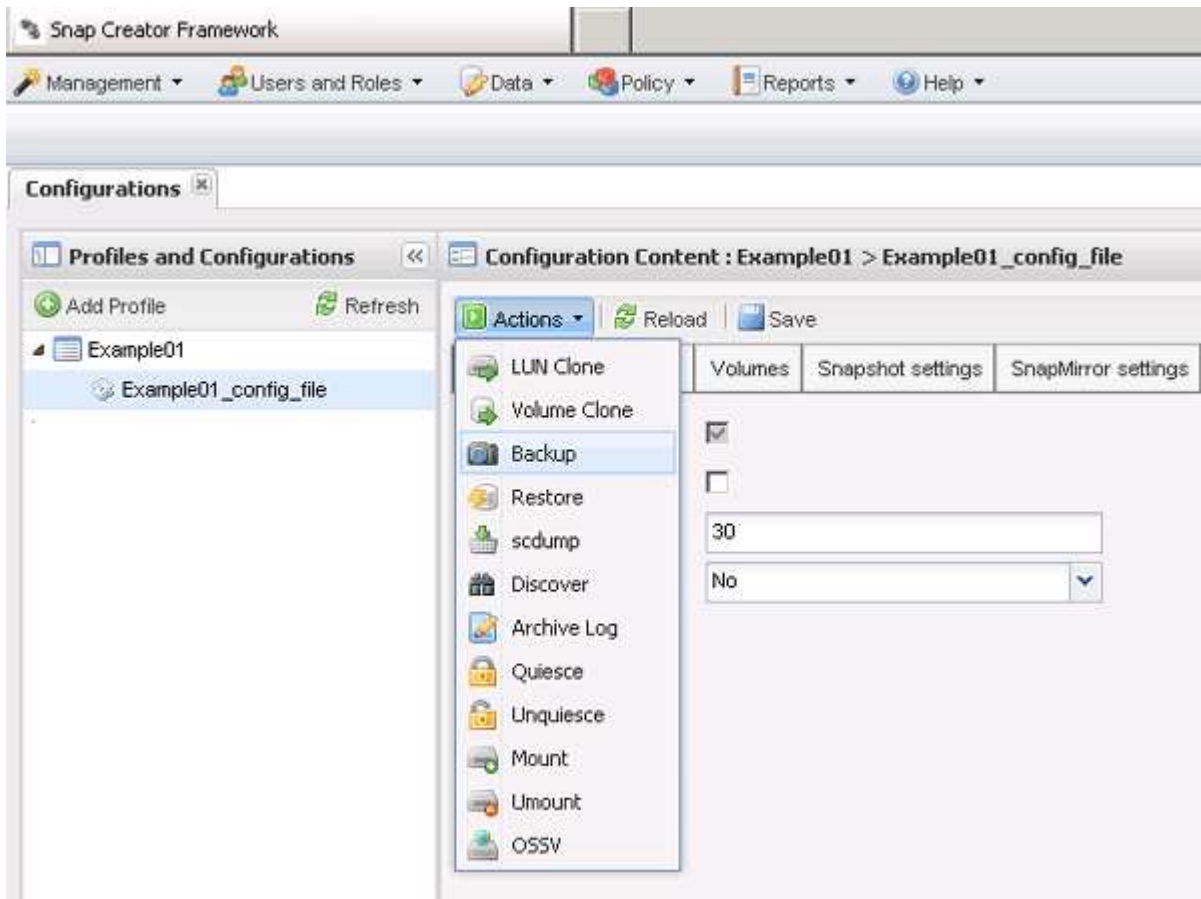 Snap Creator Framework
Management Users and Roles Data Policy Reports Help
Configurations
Profiles and Configurations
Configuration Content : Example01 > Example01_config_file
Add Profile Refresh
Actions Reload Save
Example01
Example01_config_file
Volumes Snapshot settings SnapMirror settings
LUN Clone
Volume Clone
Backup
Restore
scdump
Discover
Archive Log
Quiesce
Unquiesce
Mount
Umount
OSSV
30
No